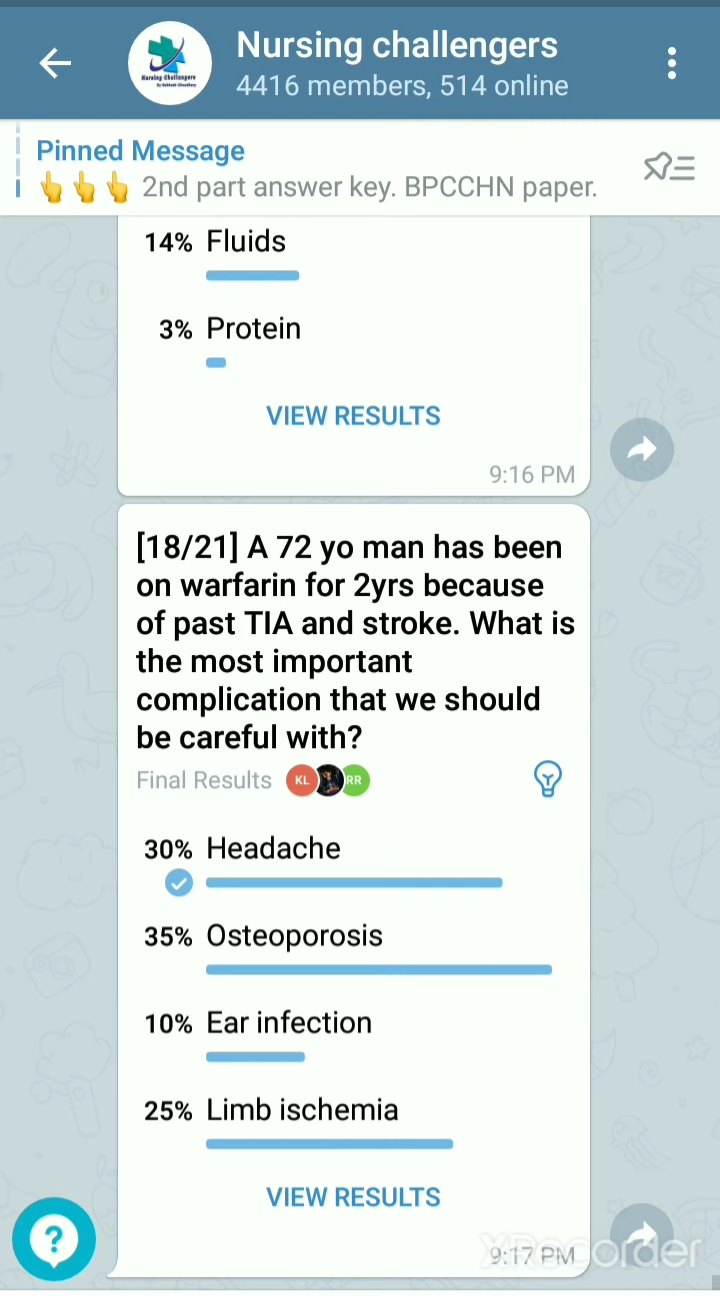 Nursing challengers
4416 members, 514 online
Pinned Message
👆👆👆 2nd part answer key. BPCCHN paper.
14% Fluids
3% Protein
VIEW RESULTS
9:16 PM
[18/21] A 72 yo man has been
on warfarin for 2yrs because
of past TIA and stroke. What is
the most important
complication that we should
be careful with?
Final Results KL RR
30% Headache
35% Osteoporosis
10% Ear infection
25% Limb ischemia
VIEW RESULTS
9:17 PM
XRecorder
?